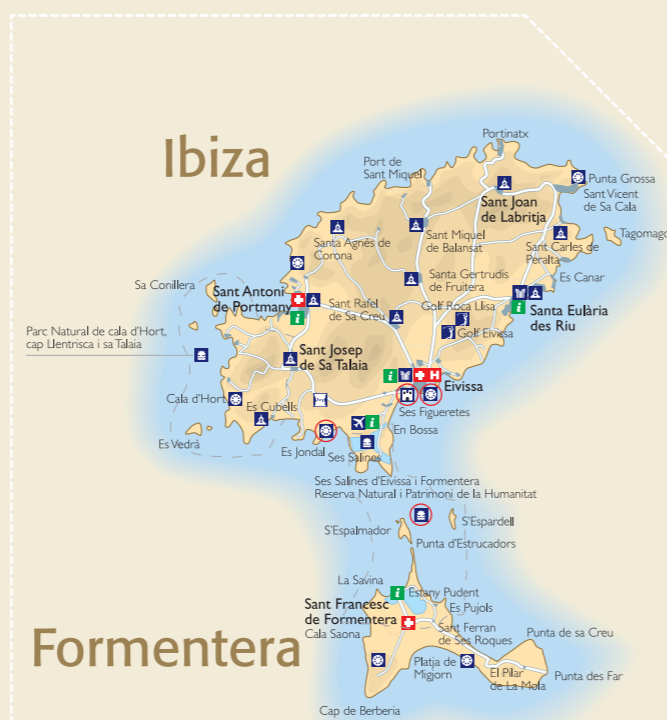 Ibiza
Portinatx
Port de
Sant Miquel
Punta Grossa
Sant Vicent
de Sa Cala
Sant Joan
de Labritja
Tagomago
Santa Agnès de
Corona
Sant Miquel
de Balansat
Sant Carles de
Peralta
Es Canar
Sa Conillera
Sant Antoni
de Portmany
Santa Gertrudis
de Fruitera
Sant Rafel
de Sa Creu
Golf Roca Llisa
Golf Eivissa
i
Santa Eulària
des Riu
i
Parc Natural de cala d'Hort,
cap Llentrisca i sa Talaia
Sant Josep
de Sa Talaia
i
H
Eivissa
Cala d'Hort
Es Cubells
Ses Figueretes
i
En Bossa
Es Vedrà
Es Jondal
Ses Salines
Ses Salines d'Eivissa i Formentera
Reserva Natural i Patrimoni de la Humanitat
S'Espalmador
S'Espardell
Punta d'Estrucadors
La Savina
i
Estany Pudent
Sant Francesc
de Formentera
Es Pujols
Cala Saona
Sant Ferran
de Ses Roques
Punta de sa Creu
Formentera
Platja de
Migjorn
El Pilar
de La Mola
Punta des Far
Cap de Berberia